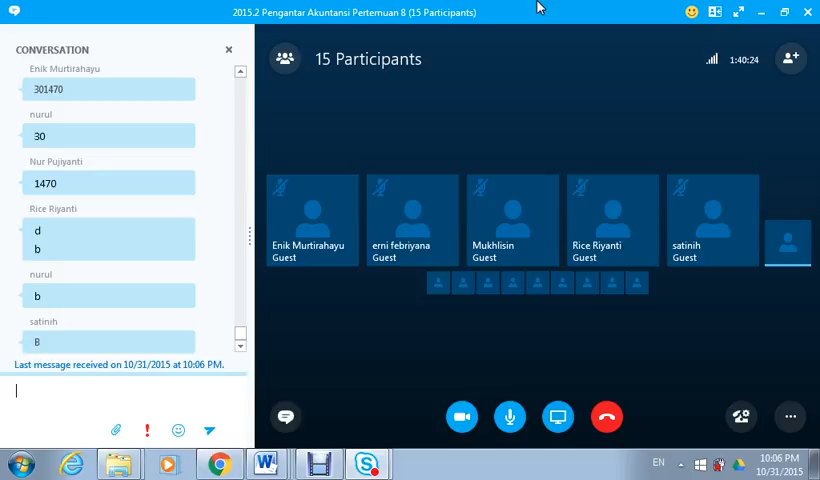 2015.2 Pengantar Akuntansi Pertemuan 8 (15 Participants)
CONVERSATION
Enik Murtirahayu
301470
nurul
30
Nur Pujiyanti
1470
Rice Riyanti
d
b
nurul
b
satinih
B
Last message received on 10/31/2015 at 10:06 PM.
15 Participants
1:40:24
Enik Murtirahayu
Guest
erni febriyana
Guest
Mukhlisin
Guest
Rice Riyanti
Guest
satinih
Guest
EN
10:06 PM
10/31/2015